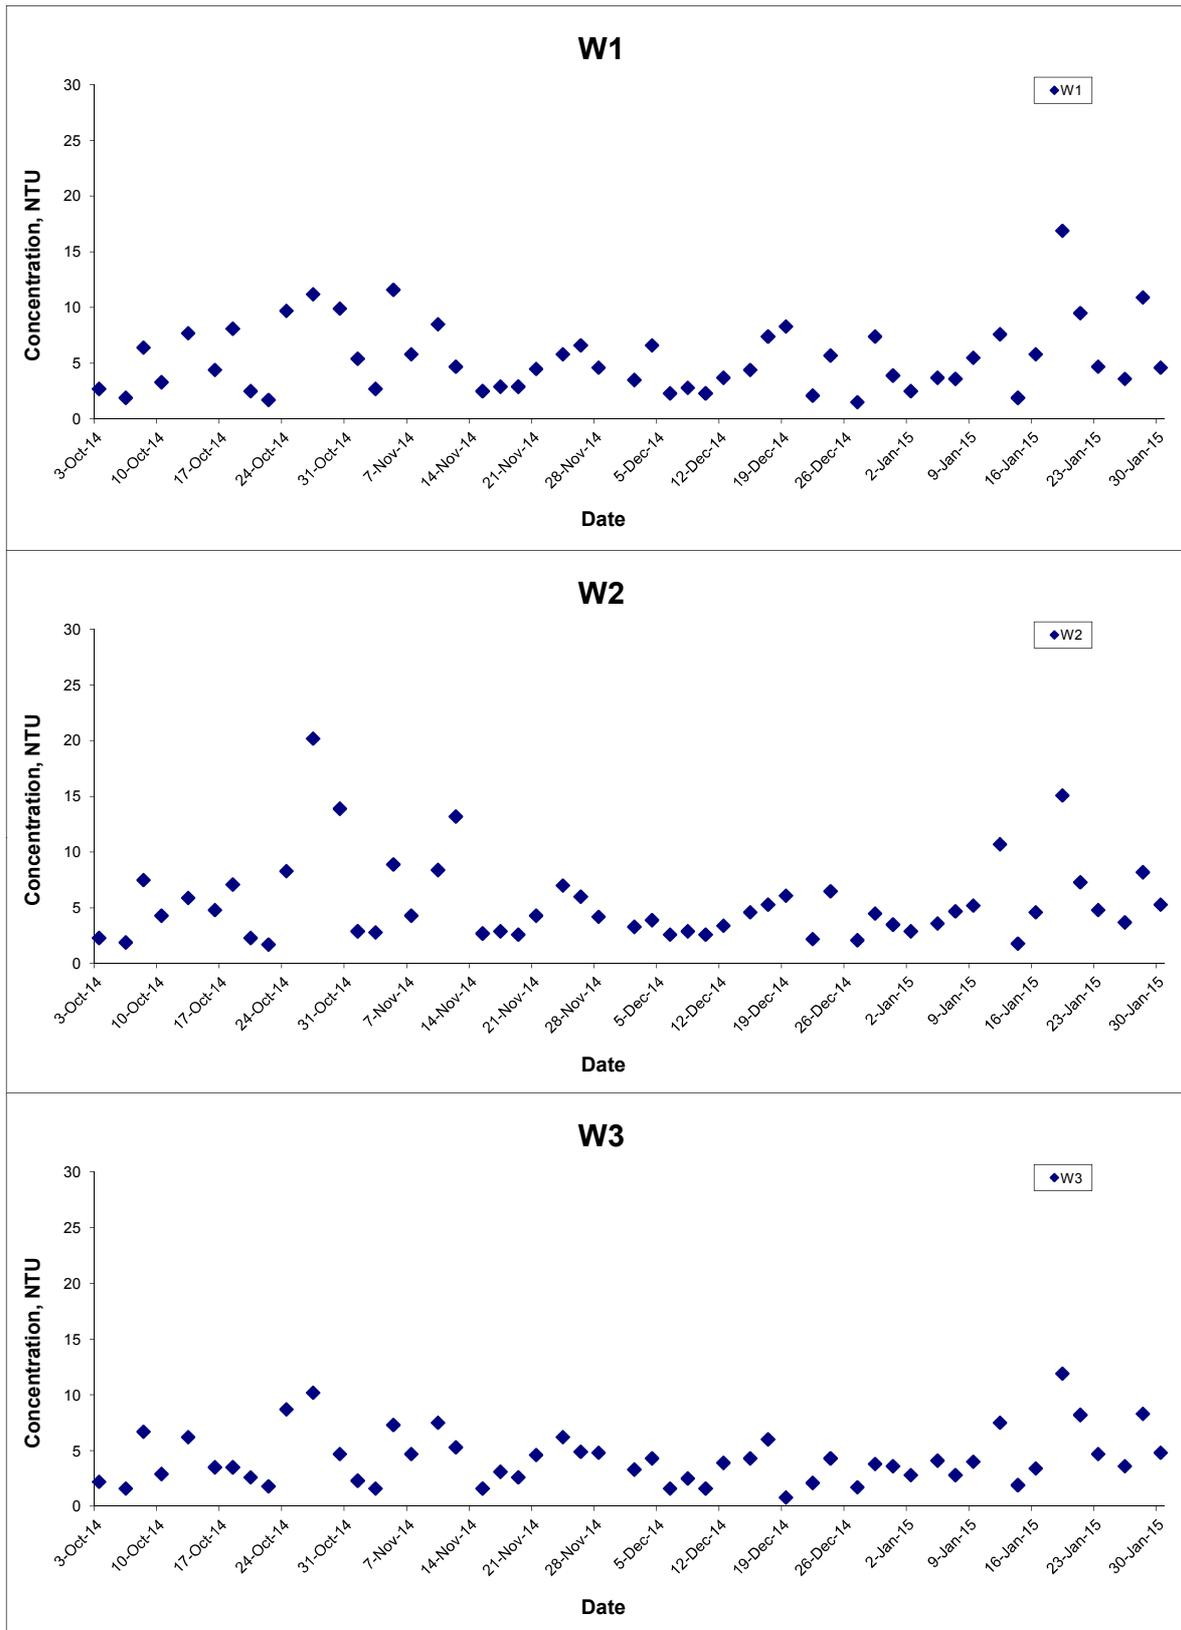 W1
W1
30
25
20
15
10
5
0
Concentration, NTU
3-Oct-14
10-Oct-14
17-Oct-14
24-Oct-14
31-Oct-14
7-Nov-14
14-Nov-14
21-Nov-14
28-Nov-14
5-Dec-14
12-Dec-14
19-Dec-14
26-Dec-14
2-Jan-15
9-Jan-15
16-Jan-15
23-Jan-15
30-Jan-15
Date
W2
W2
30
25
20
15
10
5
0
Concentration, NTU
3-Oct-14
10-Oct-14
17-Oct-14
24-Oct-14
31-Oct-14
7-Nov-14
14-Nov-14
21-Nov-14
28-Nov-14
5-Dec-14
12-Dec-14
19-Dec-14
26-Dec-14
2-Jan-15
9-Jan-15
16-Jan-15
23-Jan-15
30-Jan-15
Date
W3
W3
30
25
20
15
10
5
0
Concentration, NTU
3-Oct-14
10-Oct-14
17-Oct-14
24-Oct-14
31-Oct-14
7-Nov-14
14-Nov-14
21-Nov-14
28-Nov-14
5-Dec-14
12-Dec-14
19-Dec-14
26-Dec-14
2-Jan-15
9-Jan-15
16-Jan-15
23-Jan-15
30-Jan-15
Date